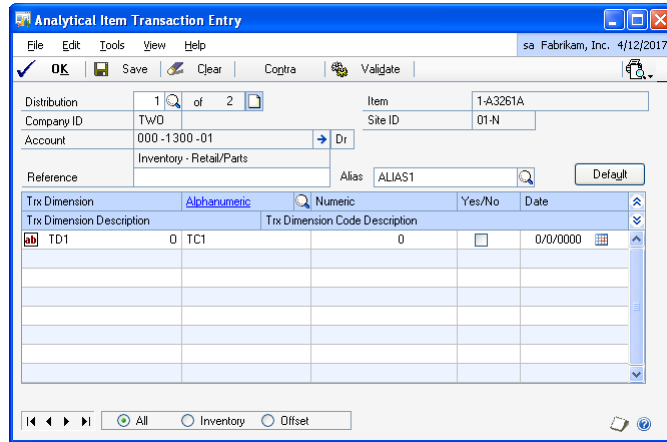 Analytical Item Transaction Entry
File Edit Tools View Help sa Fabrikam, Inc. 4/12/2017
OK Save Clear Contra Validate
Distribution 1 of 2 Item 1-A3261A
Company ID TWO Site ID 01-N
Account 000 -1300 -01 Dr
Inventory - Retail/Parts
Reference Alias ALIAS1 Default
Trx Dimension Alphanumeric Numeric Yes/No Date
Trx Dimension Description Trx Dimension Code Description
ab TD1 0 TC1 0 0/0/0000
All Inventory Offset